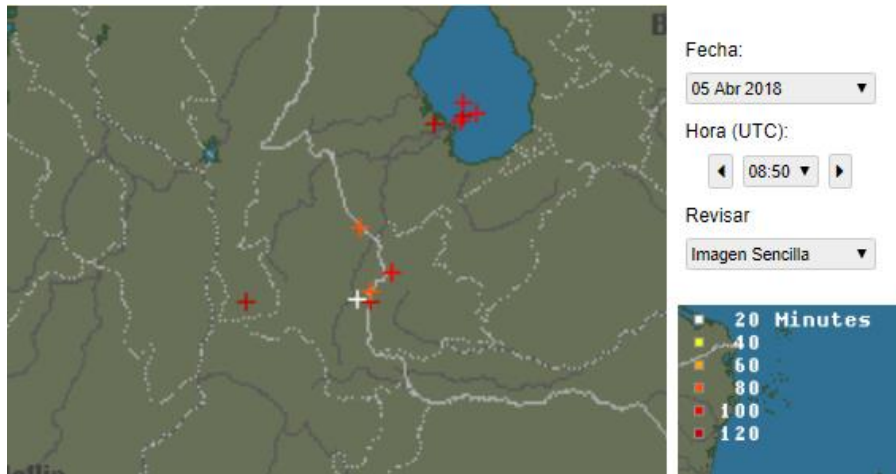 Fecha:
05 Abr 2018
Hora (UTC):
08:50
Revisar
Imagen Sencilla
20 Minutes
40
60
80
100
120